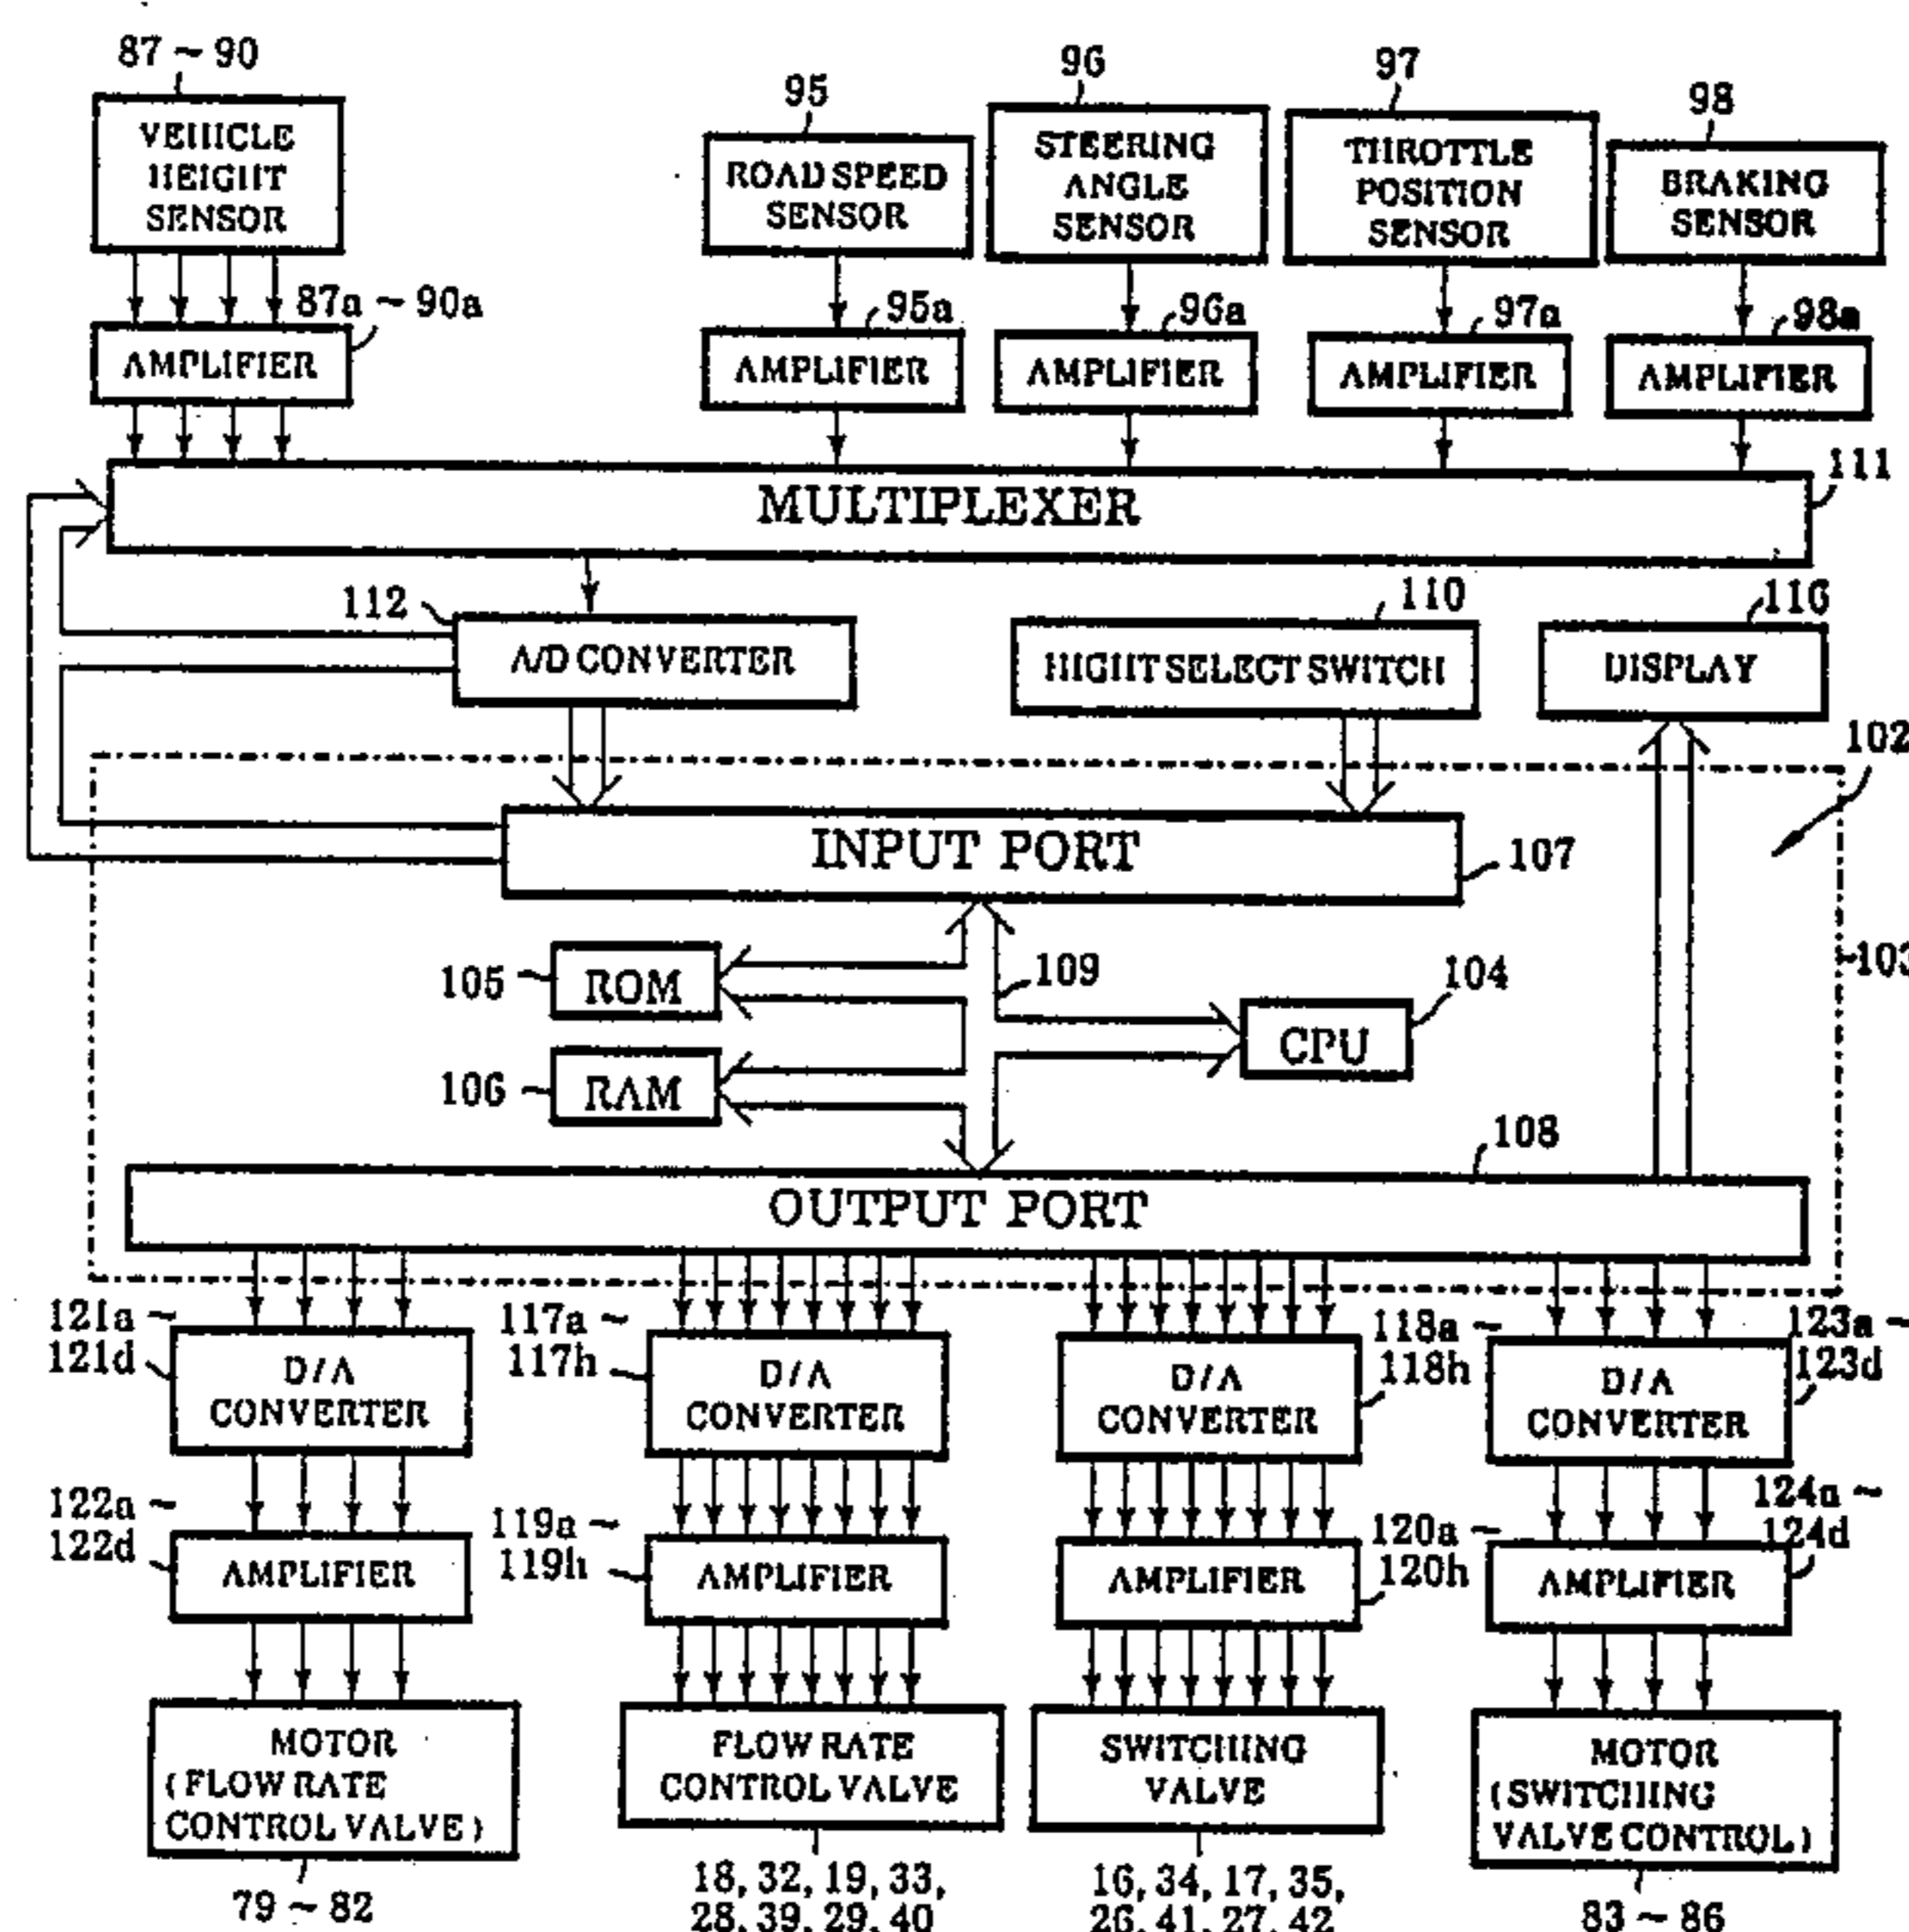 87 ~ 90
95
96
97
98
VEHICLE
HEIGHT
SENSOR
ROAD SPEED
SENSOR
STEERING
ANGLE
SENSOR
THROTTLE
POSITION
SENSOR
BRAKING
SENSOR
87a ~ 90a
95a
96a
97a
98a
AMPLIFIER
AMPLIFIER
AMPLIFIER
AMPLIFIER
AMPLIFIER
MULTIPLEXER
111
112
110
116
A/D CONVERTER
HIGHT SELECT SWITCH
DISPLAY
102
INPUT PORT
107
103
105
ROM
109
104
CPU
106
RAM
108
OUTPUT PORT
121a ~
121d
117a ~
117h
118a ~
118h
123a ~
123d
D/A
CONVERTER
D/A
CONVERTER
D/A
CONVERTER
D/A
CONVERTER
122a ~
122d
119a ~
119h
120a ~
120h
124a ~
124d
AMPLIFIER
AMPLIFIER
AMPLIFIER
AMPLIFIER
MOTOR
(FLOW RATE
CONTROL VALVE)
FLOW RATE
CONTROL VALVE
SWITCHING
VALVE
MOTOR
(SWITCHING
VALVE CONTROL)
79 ~ 82
18, 32, 19, 33,
28, 39, 29, 40
16, 34, 17, 35,
26, 41, 27, 42
83 ~ 86